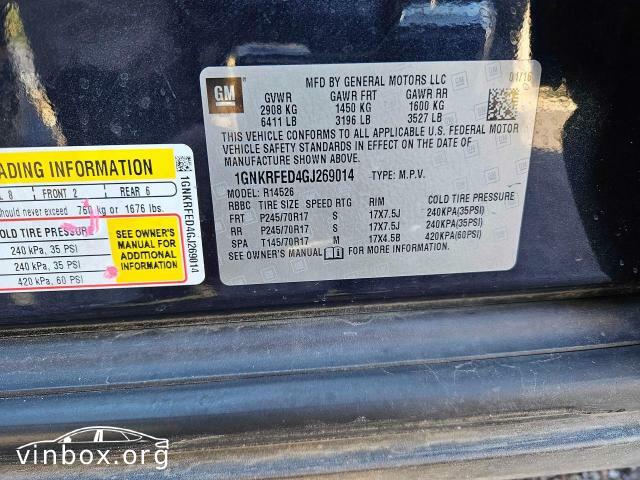 GM
MFD BY GENERAL MOTORS LLC
01/16
GVWR GAWR FRT GAWR RR
2908 KG 1450 KG 1600 KG
6411 LB 3196 LB 3527 LB
THIS VEHICLE CONFORMS TO ALL APPLICABLE U.S. FEDERAL MOTOR
VEHICLE SAFETY STANDARDS IN EFFECT ON THE DATE OF
MANUFACTURE SHOWN ABOVE.
1GNKRFED4GJ269014 TYPE: M.P.V.
MODEL: R14526
RBBC TIRE SIZE SPEED RTG RIM COLD TIRE PRESSURE
FRT P245/70R17 S 17X7.5J 240KPA(35PSI)
RR P245/70R17 S 17X7.5J 240KPA(35PSI)
SPA T145/70R17 M 17X4.5B 420KPA(60PSI)
SEE OWNER'S MANUAL FOR MORE INFORMATION.
ADING INFORMATION
8 FRONT 2 REAR 6
should never exceed 760 kg or 1676 lbs.
COLD TIRE PRESSURE
240 kPa, 35 PSI
240 kPa, 35 PSI
420 kPa, 60 PSI
SEE OWNER'S
MANUAL FOR
ADDITIONAL
INFORMATION
1GNKRFED4GJ269014
vinbox.org